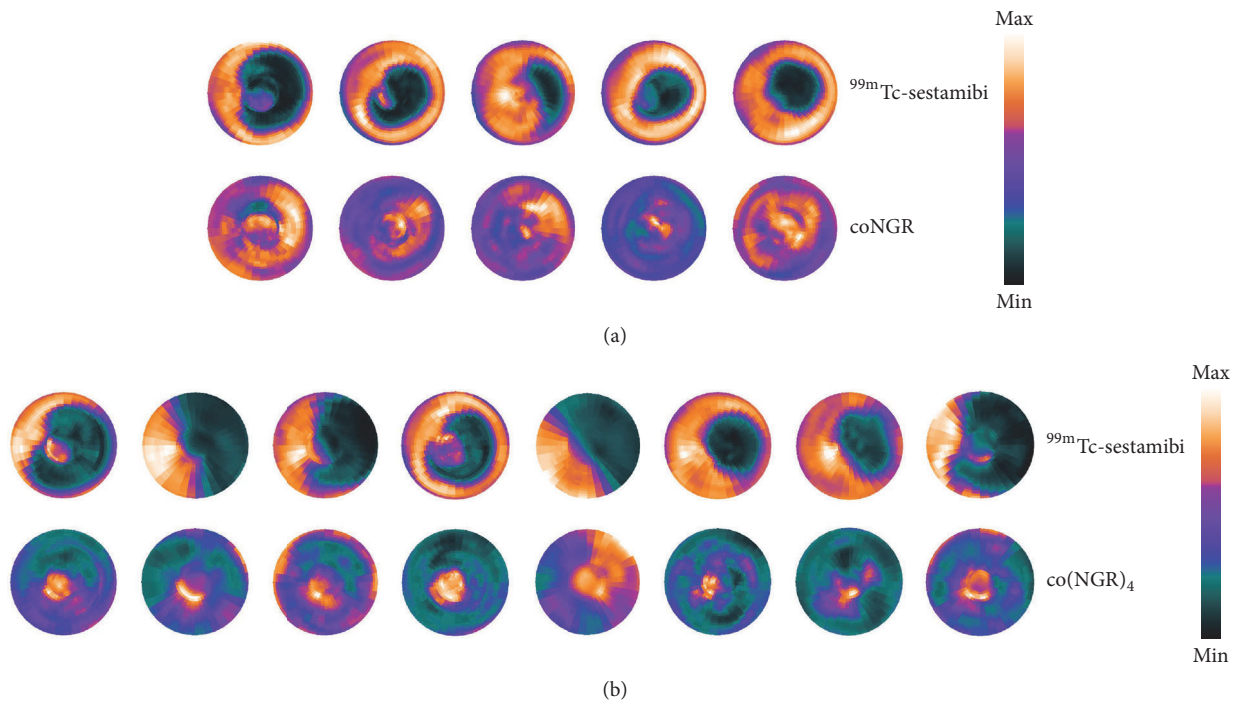 Max
⁹⁹ᵐTc-sestamibi
coNGR
Min
(a)
Max
⁹⁹ᵐTc-sestamibi
co(NGR)₄
Min
(b)